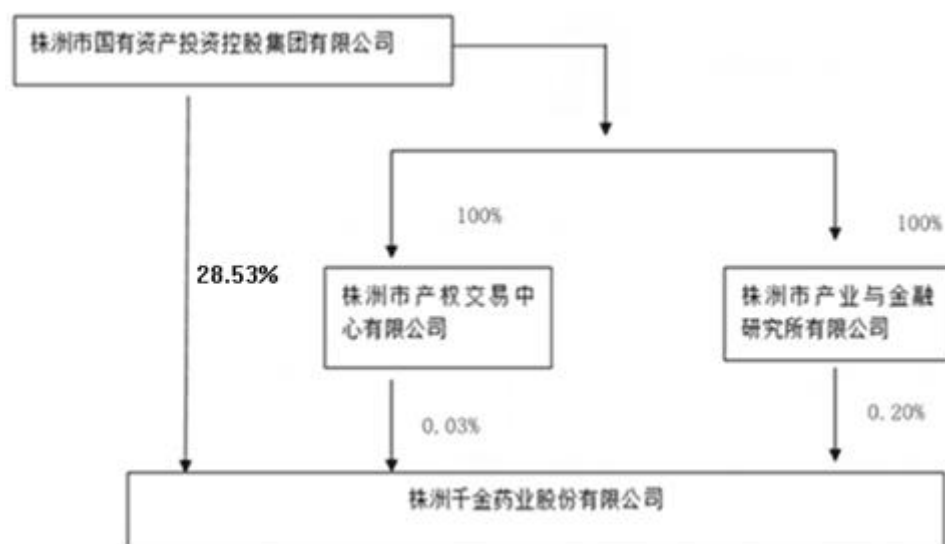 株洲市国有资产投资控股集团有限公司
100%
100%
28.53%
株洲市产权交易中
心有限公司
株洲市产业与金融
研究所有限公司
0.03%
0.20%
株洲千金药业股份有限公司